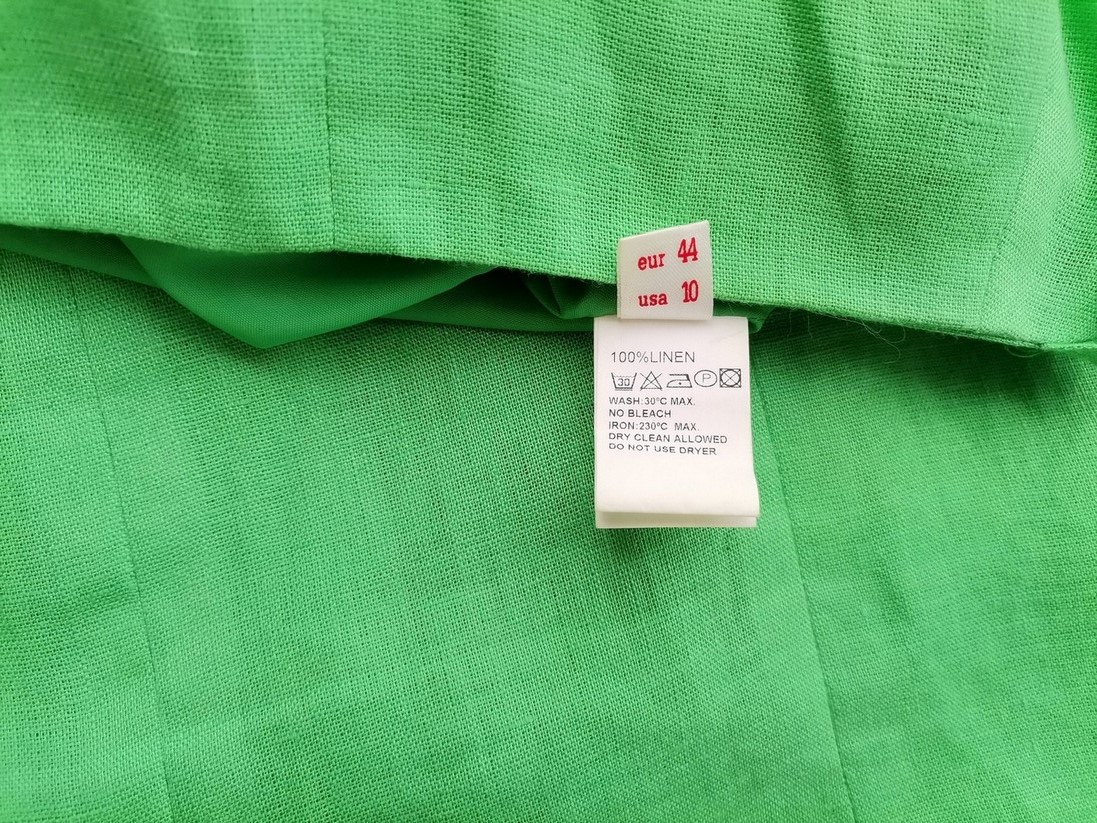 eur 44
usa 10
100%LINEN
30 P
WASH:30°C MAX.
NO BLEACH
IRON:230°C MAX.
DRY CLEAN ALLOWED
DO NOT USE DRYER